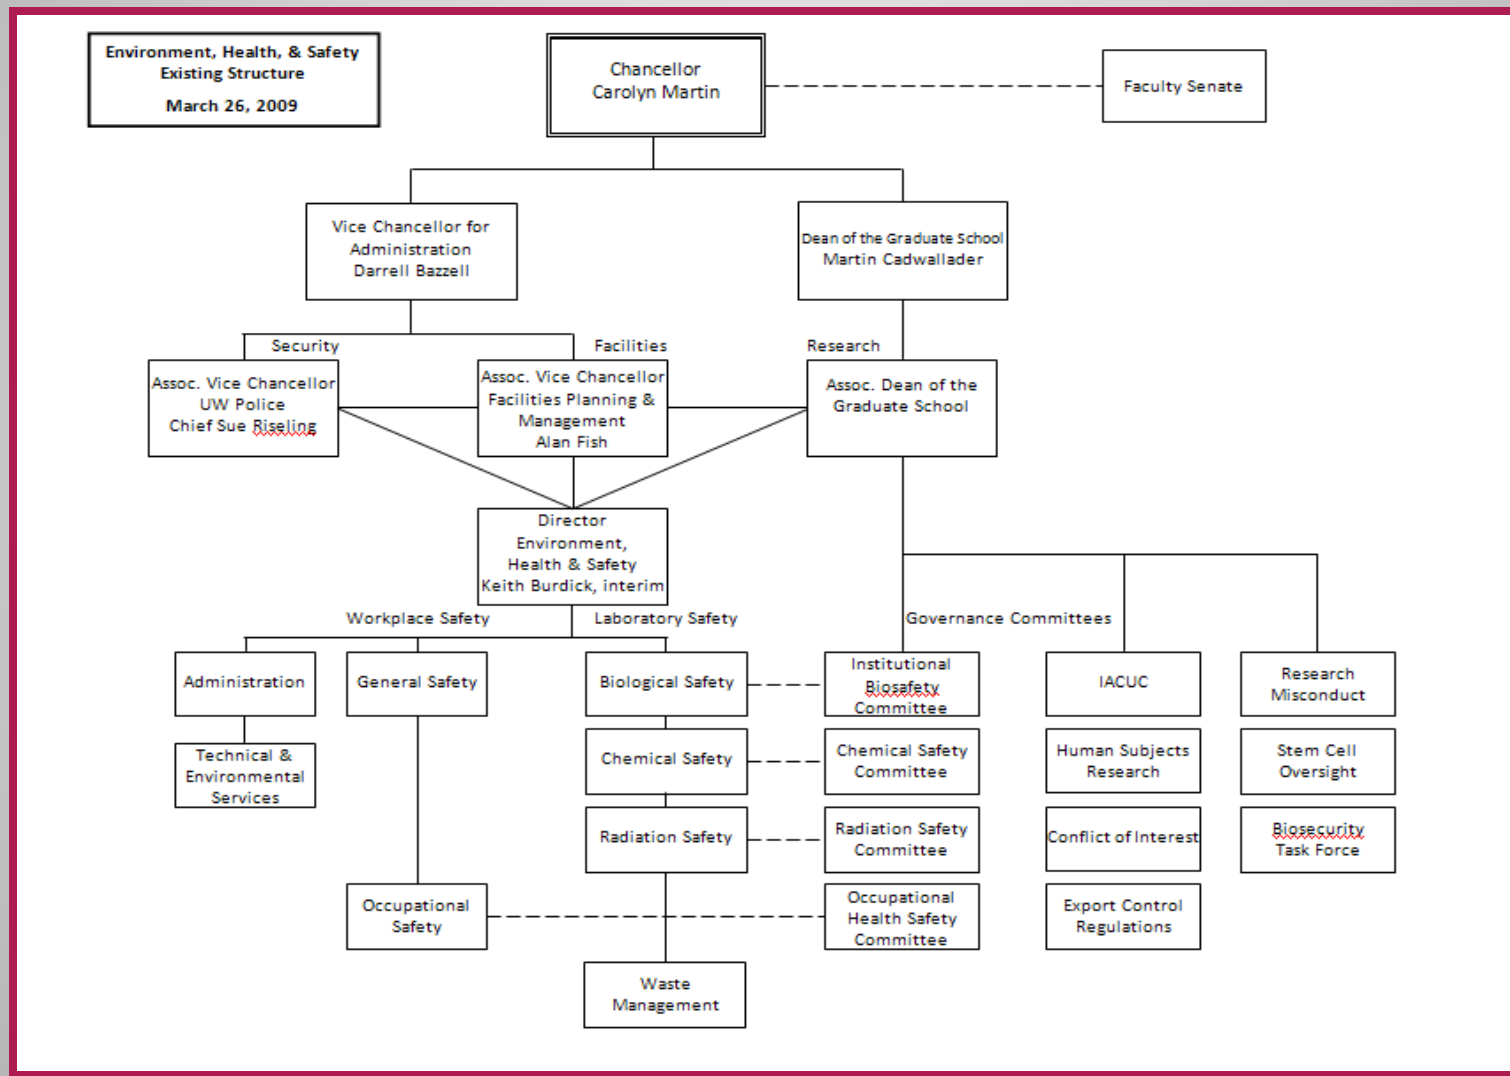 Environment, Health, & Safety
Existing Structure
March 26, 2009
Chancellor
Carolyn Martin
Faculty Senate
Vice Chancellor for
Administration
Darrell Bazzell
Dean of the Graduate School
Martin Cadwallader
Security
Facilities
Research
Assoc. Vice Chancellor
UW Police
Chief Sue Riseling
Assoc. Vice Chancellor
Facilities Planning &
Management
Alan Fish
Assoc. Dean of the
Graduate School
Director
Environment,
Health & Safety
Keith Burdick, interim
Workplace Safety
Laboratory Safety
Governance Committees
Administration
General Safety
Biological Safety
Institutional
Biosafety
Committee
IACUC
Research
Misconduct
Technical &
Environmental
Services
Chemical Safety
Chemical Safety
Committee
Human Subjects
Research
Stem Cell
Oversight
Radiation Safety
Radiation Safety
Committee
Conflict of Interest
Biosecurity
Task Force
Occupational
Safety
Occupational
Health Safety
Committee
Export Control
Regulations
Waste
Management